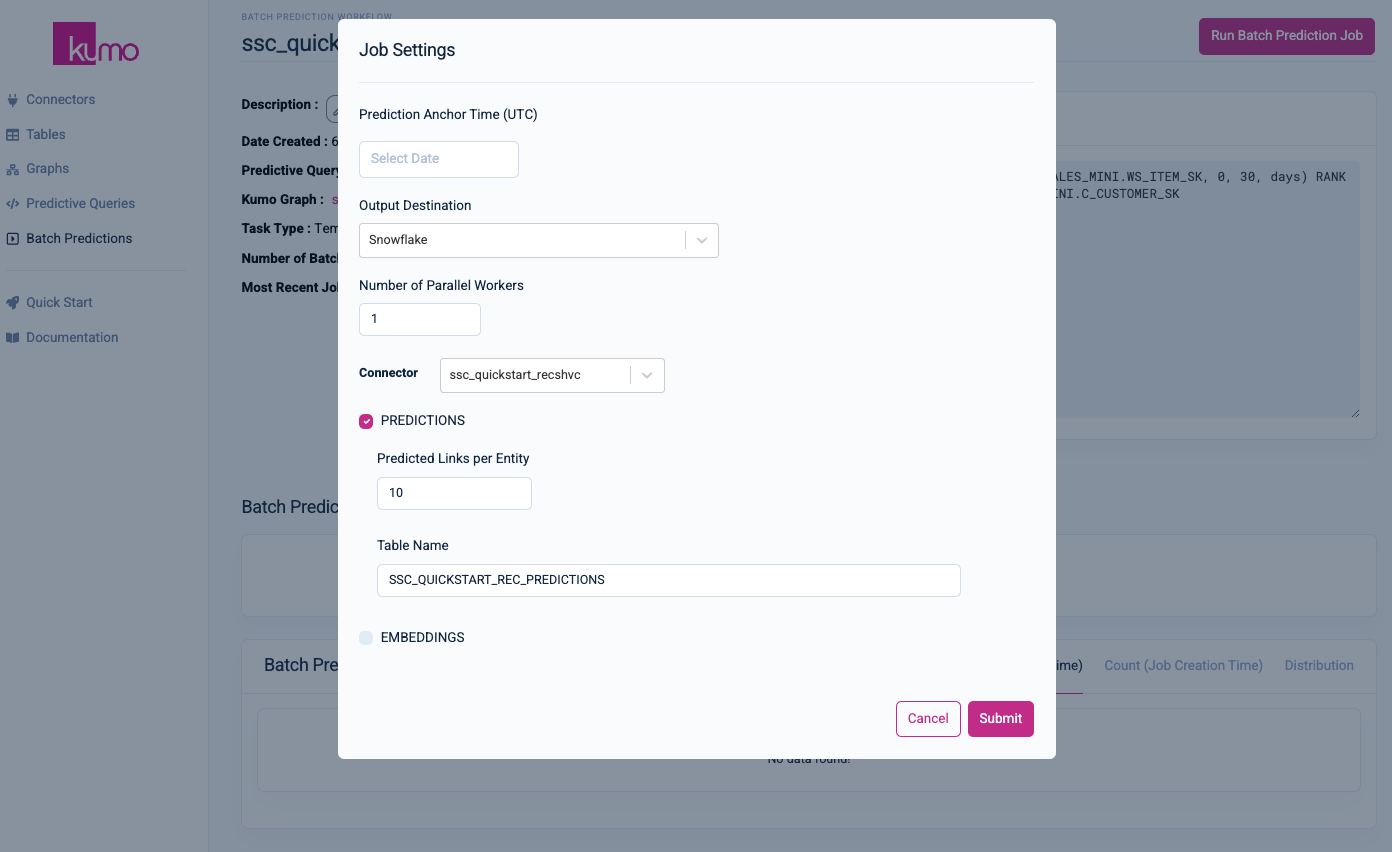 kumo
Connectors
Tables
Graphs
Predictive Queries
Batch Predictions
Quick Start
Documentation
BATCH PREDICTION WORKFLOW
ssc_quick
Run Batch Prediction Job
Description :
Date Created : 6
Predictive Query
Kumo Graph : s
Task Type : Tem
Number of Batc
Most Recent Jo
ALES_MINI.WS_ITEM_SK, 0, 30, days) RANK
INI.C_CUSTOMER_SK
Job Settings
Prediction Anchor Time (UTC)
Select Date
Output Destination
Snowflake
Number of Parallel Workers
1
Connector
ssc_quickstart_recshvc
PREDICTIONS
Predicted Links per Entity
10
Table Name
SSC_QUICKSTART_REC_PREDICTIONS
EMBEDDINGS
Cancel
Submit
Batch Predic
Batch Pre
ime)
Count (Job Creation Time)
Distribution
No data found!